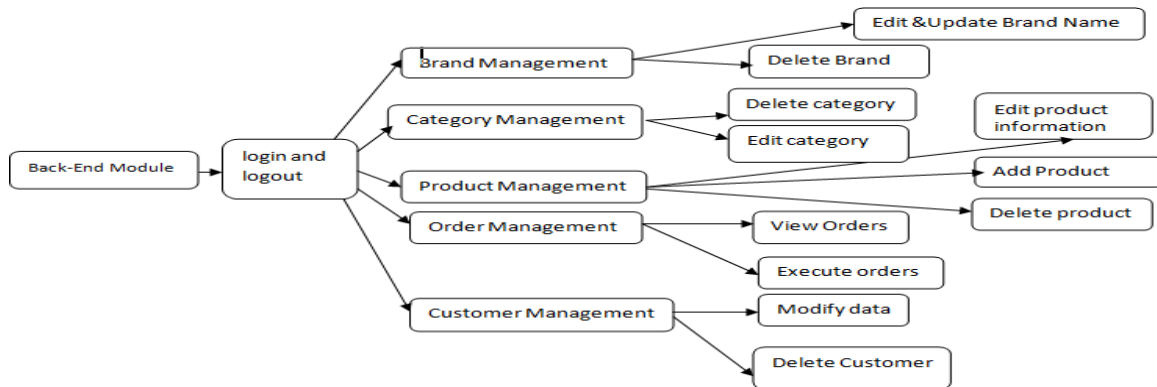 Edit &Update Brand Name
Brand Management
Delete Brand
Delete category
Edit product
information
Category Management
Edit category
login and
logout
Back-End Module
Add Product
Product Management
Delete product
Order Management
View Orders
Execute orders
Customer Management
Modify data
Delete Customer